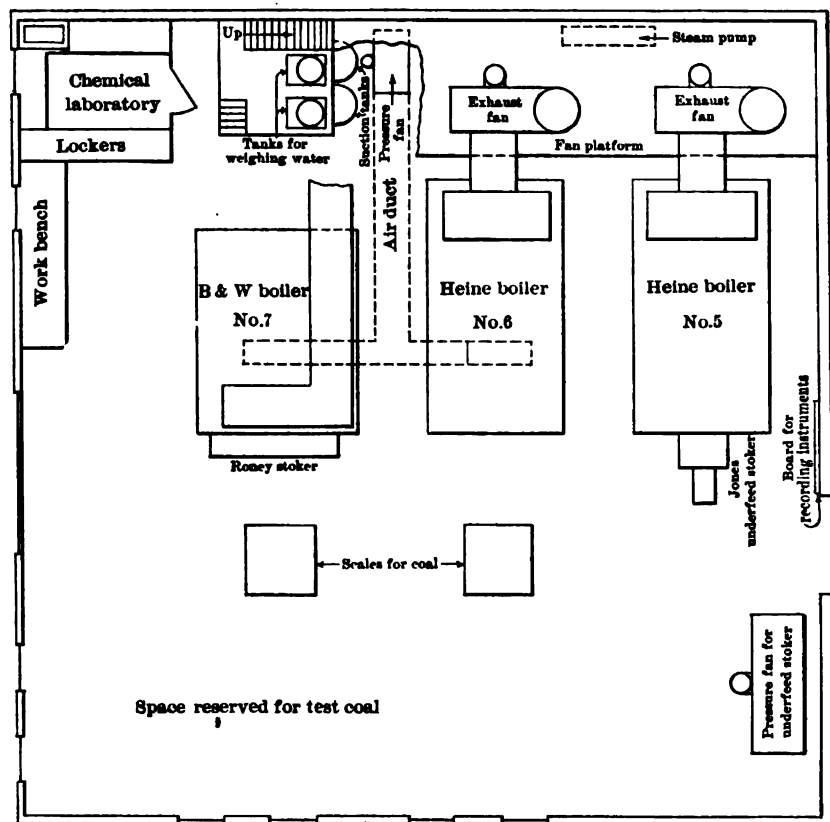 Up
Steam pump
Chemical
laboratory
Lockers
Tanks for
weighing water
Suction tanks
Pressure
fan
Exhaust
fan
Exhaust
fan
Fan platform
Air duct
Work bench
B & W boiler
No.7
Heine boiler
No.6
Heine boiler
No.5
Roney stoker
Jones
underfeed stoker
Board for
recording instruments
Scales for coal
Pressure fan for
underfeed stoker
Space reserved for test coal